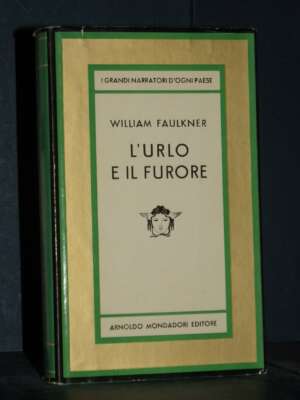 I GRANDI NARRATORI D'OGNI PAESE
WILLIAM FAULKNER
L'URLO
E IL FURORE
ARNOLDO MONDADORI EDITORE